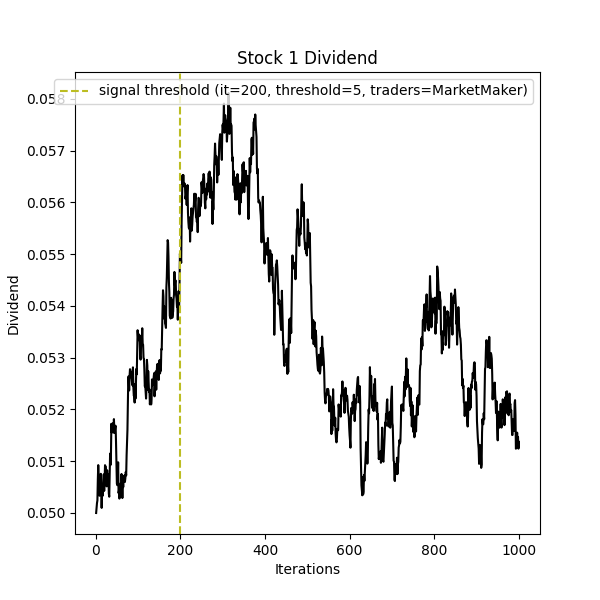 Stock 1 Dividend
signal threshold (it=200, threshold=5, traders=MarketMaker)
0.058
0.057
0.056
0.055
0.054
0.053
0.052
0.051
0.050
Dividend
0 200 400 600 800 1000
Iterations